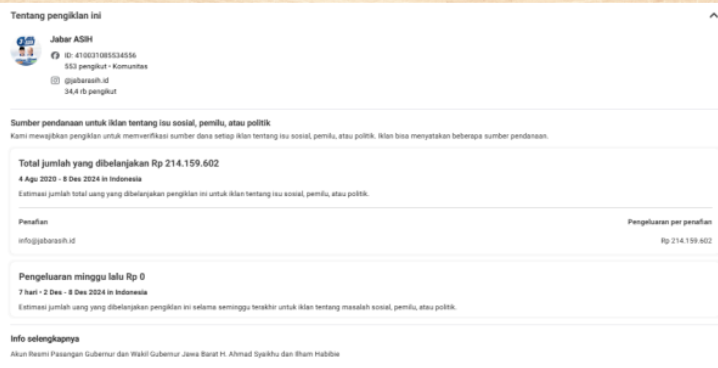 Tentang pengiklan ini
Jabar ASIH
ID: 410031085534556
553 pengikut • Komunitas
@jabarasih.id
34,4 rb pengikut
Sumber pendanaan untuk iklan tentang isu sosial, pemilu, atau politik
Kami mewajibkan pengiklan untuk memverifikasi sumber dana setiap iklan tentang isu sosial, pemilu, atau politik. Iklan bisa menyatakan beberapa sumber pendanaan.
Total jumlah yang dibelanjakan Rp 214.159.602
4 Agu 2020 - 8 Des 2024 in Indonesia
Estimasi jumlah total uang yang dibelanjakan pengiklan ini untuk iklan tentang isu sosial, pemilu, atau politik.
Penafian Pengeluaran per penafian
info@jabarasih.id Rp 214.159.602
Pengeluaran minggu lalu Rp 0
7 hari • 2 Des - 8 Des 2024 in Indonesia
Estimasi jumlah uang yang dibelanjakan pengiklan ini selama seminggu terakhir untuk iklan tentang masalah sosial, pemilu, atau politik.
Info selengkapnya
Akun Resmi Pasangan Gubernur dan Wakil Gubernur Jawa Barat H. Ahmad Syaikhu dan Ilham Habibie